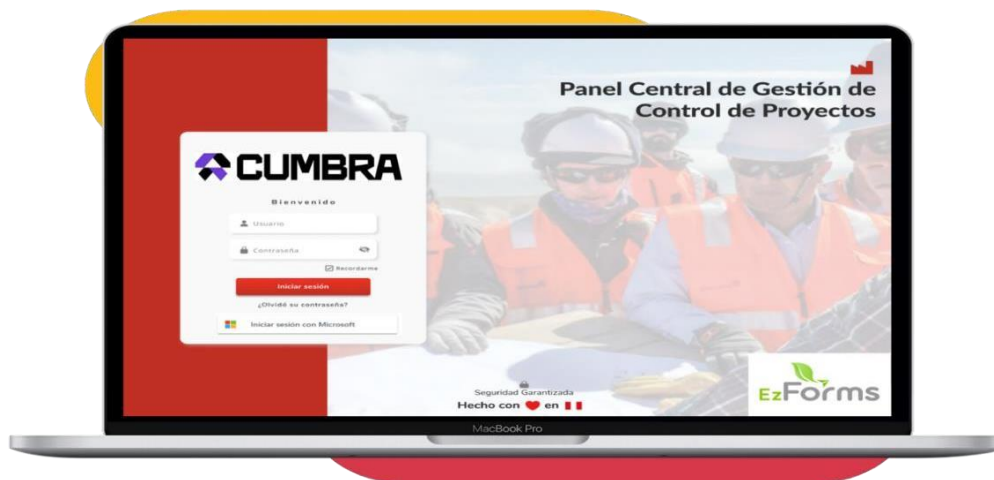 Panel Central de Gestión de
Control de Proyectos
CUMBRA
Bienvenido
Usuario
Contraseña
Recordarme
Iniciar sesión
¿Olvidé su contraseña?
Iniciar sesión con Microsoft
Seguridad Garantizada
Hecho con ❤ en
EzForms
MacBook Pro